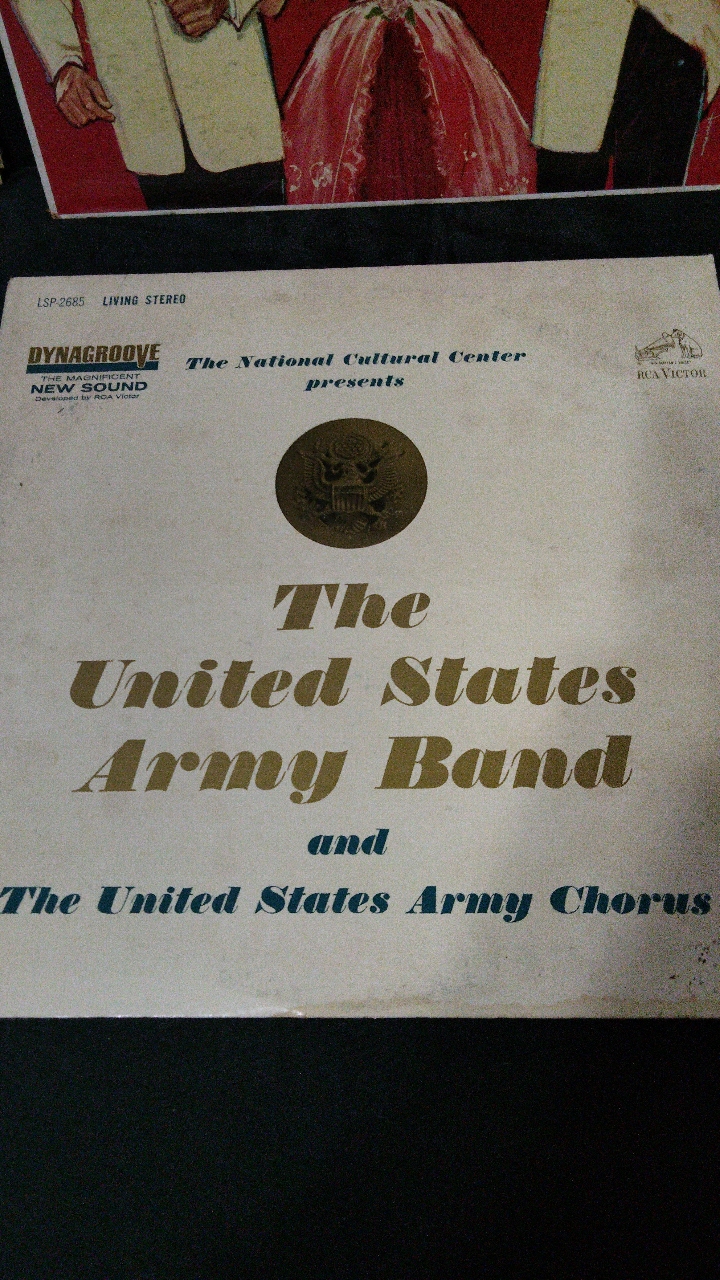 LSP-2685 LIVING STEREO
DYNAGROOVE
THE MAGNIFICENT
NEW SOUND
Developed by RCA Victor
The National Cultural Center
presents
RCA VICTOR
The
United States
Army Band
and
The United States Army Chorus